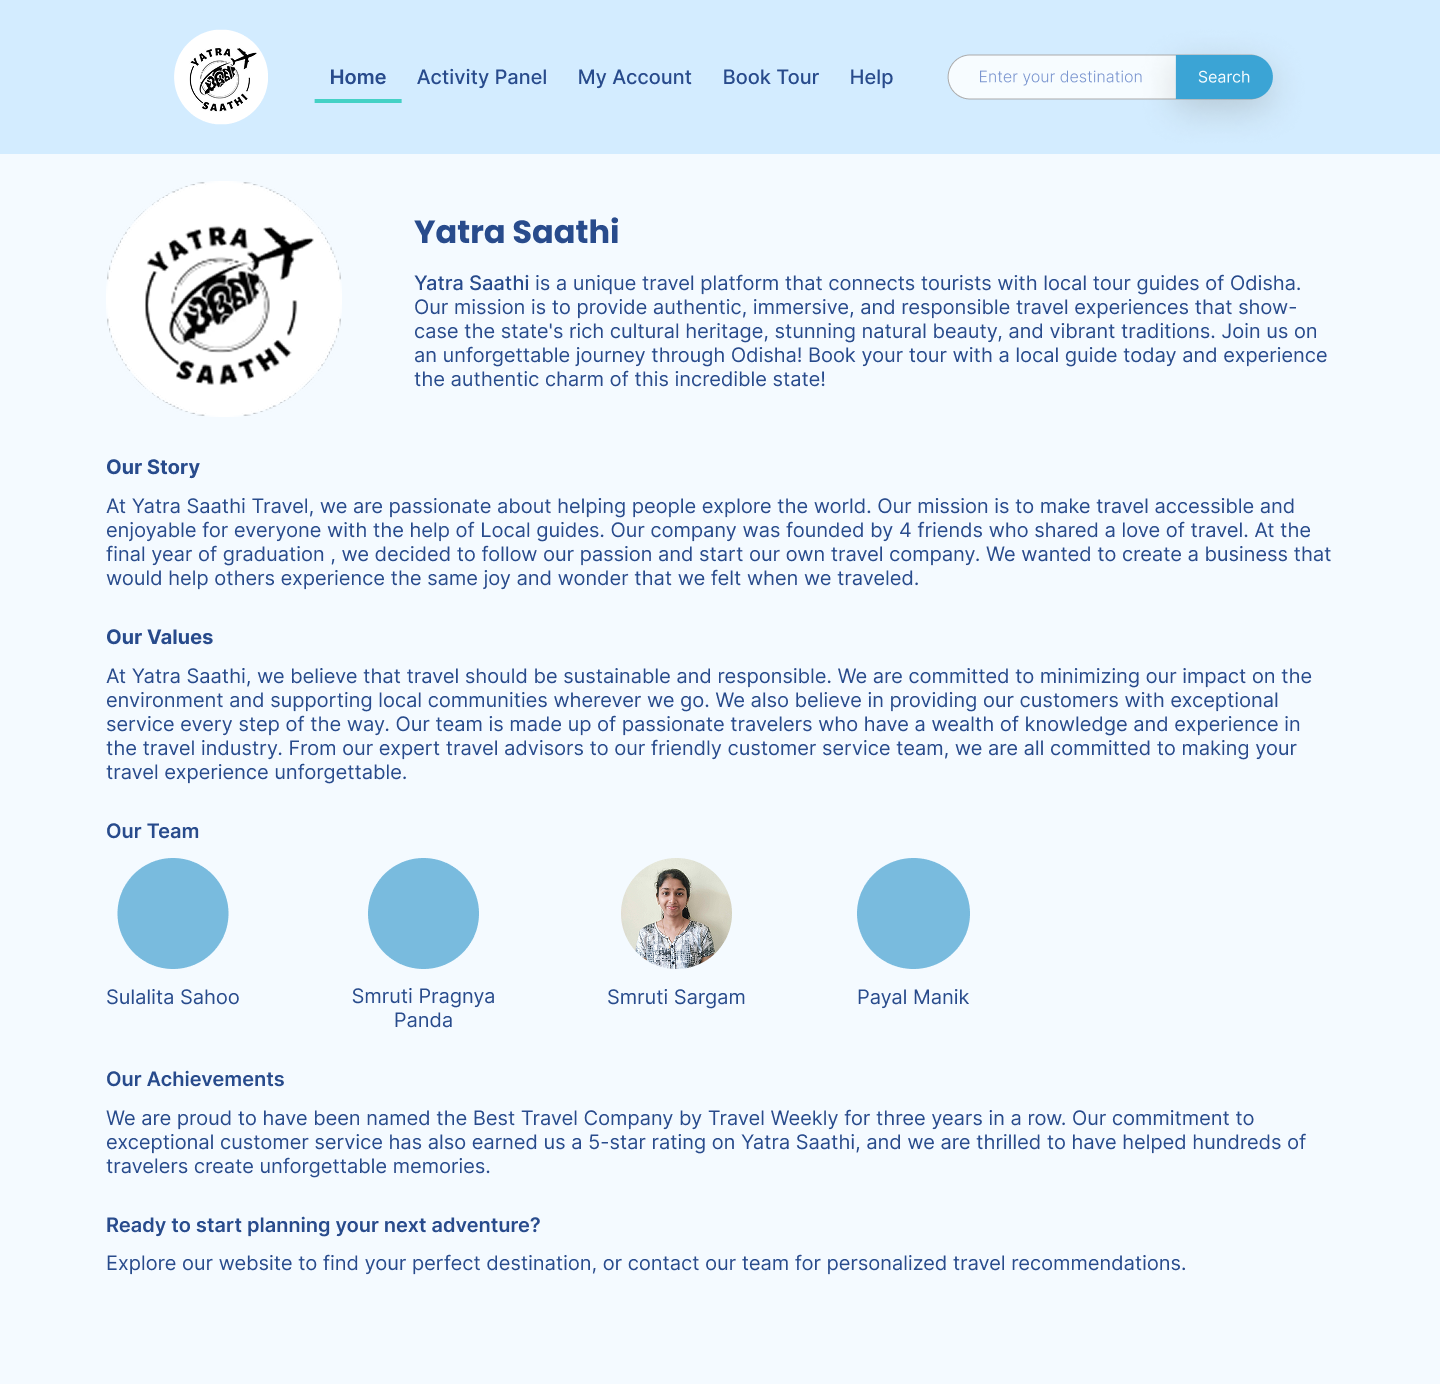 YATRA
SAATHI
Home
Activity Panel
My Account
Book Tour
Help
Enter your destination
Search
YATRA
SAATHI
Yatra Saathi
Yatra Saathi is a unique travel platform that connects tourists with local tour guides of Odisha.
Our mission is to provide authentic, immersive, and responsible travel experiences that show-
case the state's rich cultural heritage, stunning natural beauty, and vibrant traditions. Join us on
an unforgettable journey through Odisha! Book your tour with a local guide today and experience
the authentic charm of this incredible state!
Our Story
At Yatra Saathi Travel, we are passionate about helping people explore the world. Our mission is to make travel accessible and
enjoyable for everyone with the help of Local guides. Our company was founded by 4 friends who shared a love of travel. At the
final year of graduation , we decided to follow our passion and start our own travel company. We wanted to create a business that
would help others experience the same joy and wonder that we felt when we traveled.
Our Values
At Yatra Saathi, we believe that travel should be sustainable and responsible. We are committed to minimizing our impact on the
environment and supporting local communities wherever we go. We also believe in providing our customers with exceptional
service every step of the way. Our team is made up of passionate travelers who have a wealth of knowledge and experience in
the travel industry. From our expert travel advisors to our friendly customer service team, we are all committed to making your
travel experience unforgettable.
Our Team
Sulalita Sahoo
Smruti Pragnya
Panda
Smruti Sargam
Payal Manik
Our Achievements
We are proud to have been named the Best Travel Company by Travel Weekly for three years in a row. Our commitment to
exceptional customer service has also earned us a 5-star rating on Yatra Saathi, and we are thrilled to have helped hundreds of
travelers create unforgettable memories.
Ready to start planning your next adventure?
Explore our website to find your perfect destination, or contact our team for personalized travel recommendations.